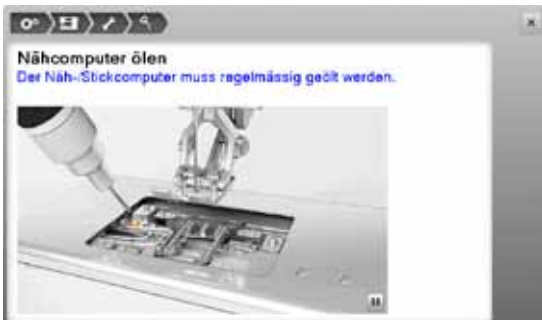 Nähcomputer ölen
Der Näh-/Stickcomputer muss regelmässig geölt werden.